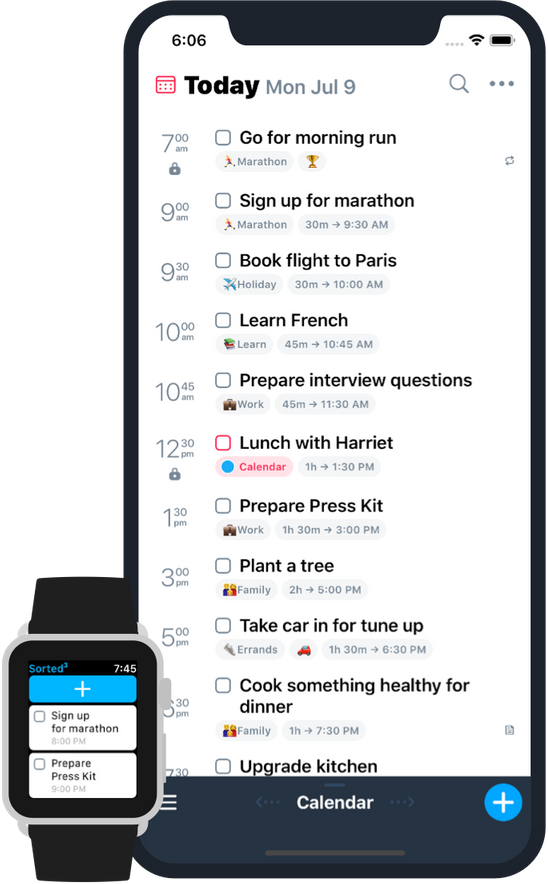 6:06
Today Mon Jul 9
7 00 am
Go for morning run
Marathon
9 00 am
Sign up for marathon
Marathon 30m → 9:30 AM
9 30 am
Book flight to Paris
Holiday 30m → 10:00 AM
10 00 am
Learn French
Learn 45m → 10:45 AM
10 45 am
Prepare interview questions
Work 45m → 11:30 AM
12 30 pm
Lunch with Harriet
Calendar 1h → 1:30 PM
1 30 pm
Prepare Press Kit
Work 1h 30m → 3:00 PM
3 00 pm
Plant a tree
Family 2h → 5:00 PM
5 00 pm
Take car in for tune up
Errands 1h 30m → 6:30 PM
30 pm
Cook something healthy for
dinner
Family 1h → 7:30 PM
30
Upgrade kitchen
Calendar
Sorted³ 7:45
Sign up
for marathon
8:00 PM
Prepare
Press Kit
9:00 PM